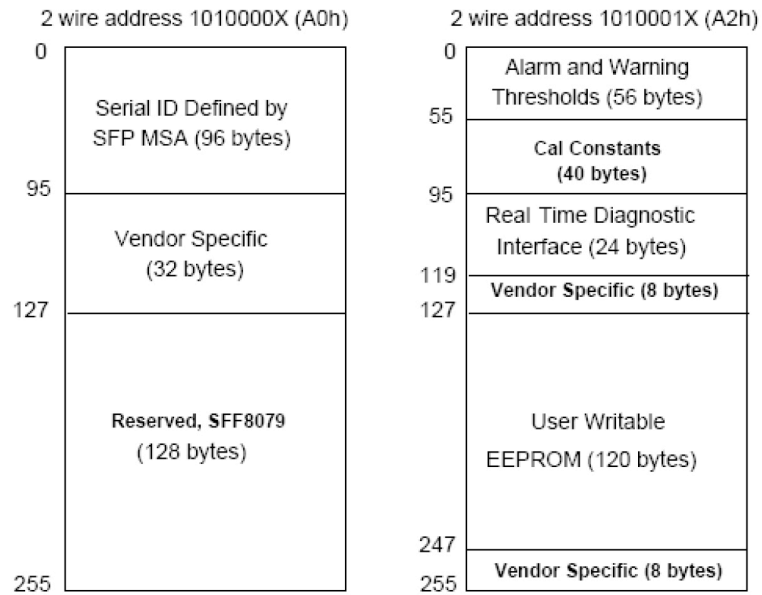 2 wire address 1010000X (A0h)
0
Serial ID Defined by
SFP MSA (96 bytes)
95
Vendor Specific
(32 bytes)
127
Reserved, SFF8079
(128 bytes)
255
2 wire address 1010001X (A2h)
0
Alarm and Warning
Thresholds (56 bytes)
55
Cal Constants
(40 bytes)
95
Real Time Diagnostic
Interface (24 bytes)
119
Vendor Specific (8 bytes)
127
User Writable
EEPROM (120 bytes)
247
Vendor Specific (8 bytes)
255